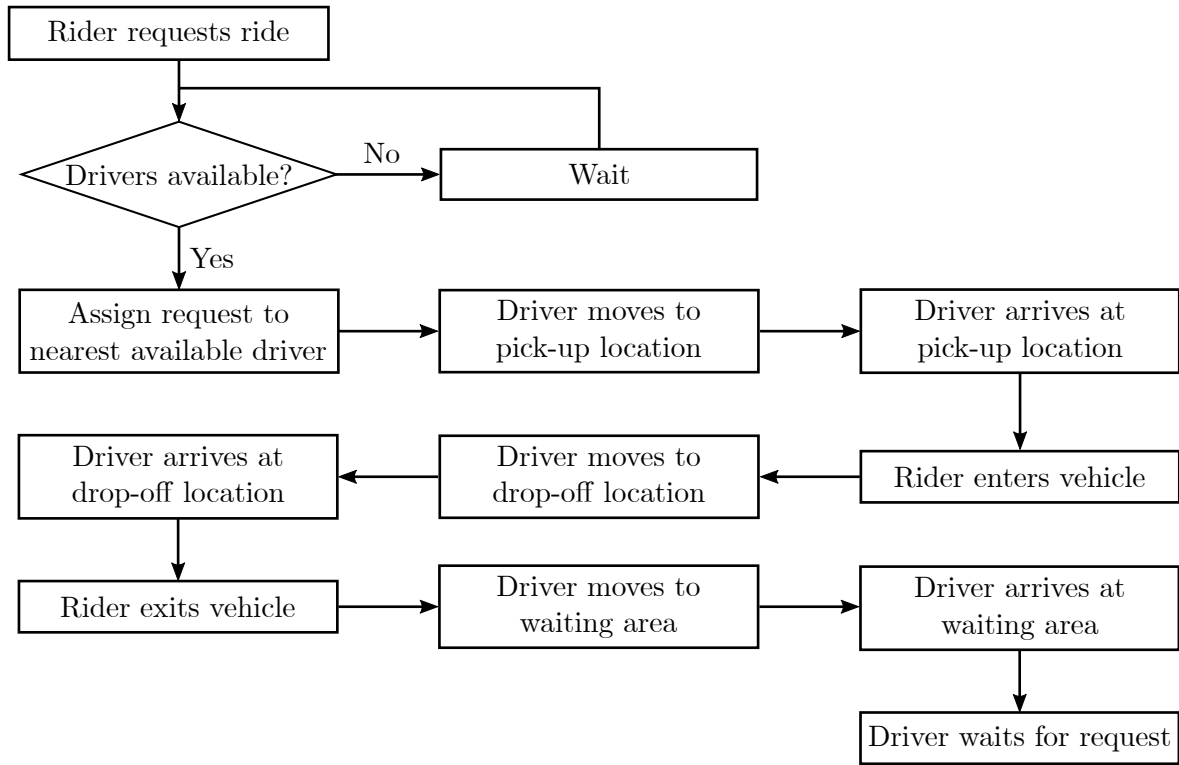 Rider requests ride
Drivers available?
No
Wait
Yes
Assign request to
nearest available driver
Driver moves to
pick-up location
Driver arrives at
pick-up location
Driver arrives at
drop-off location
Driver moves to
drop-off location
Rider enters vehicle
Rider exits vehicle
Driver moves to
waiting area
Driver arrives at
waiting area
Driver waits for request